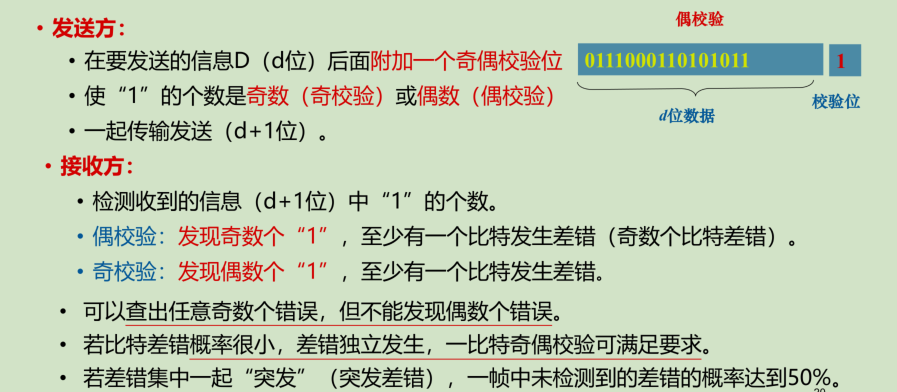 • 发送方：
偶校验
• 在要发送的信息D（d位）后面附加一个奇偶校验位
0111000110101011 1
• 使“1”的个数是奇数（奇校验）或偶数（偶校验）
d位数据 校验位
• 一起传输发送（d+1位）。
• 接收方：
• 检测收到的信息（d+1位）中“1”的个数。
• 偶校验：发现奇数个“1”，至少有一个比特发生差错（奇数个比特差错）。
• 奇校验：发现偶数个“1”，至少有一个比特发生差错。
• 可以查出任意奇数个错误，但不能发现偶数个错误。
• 若比特差错概率很小，差错独立发生，一比特奇偶校验可满足要求。
• 若差错集中一起“突发”（突发差错），一帧中未检测到的差错的概率达到50%。